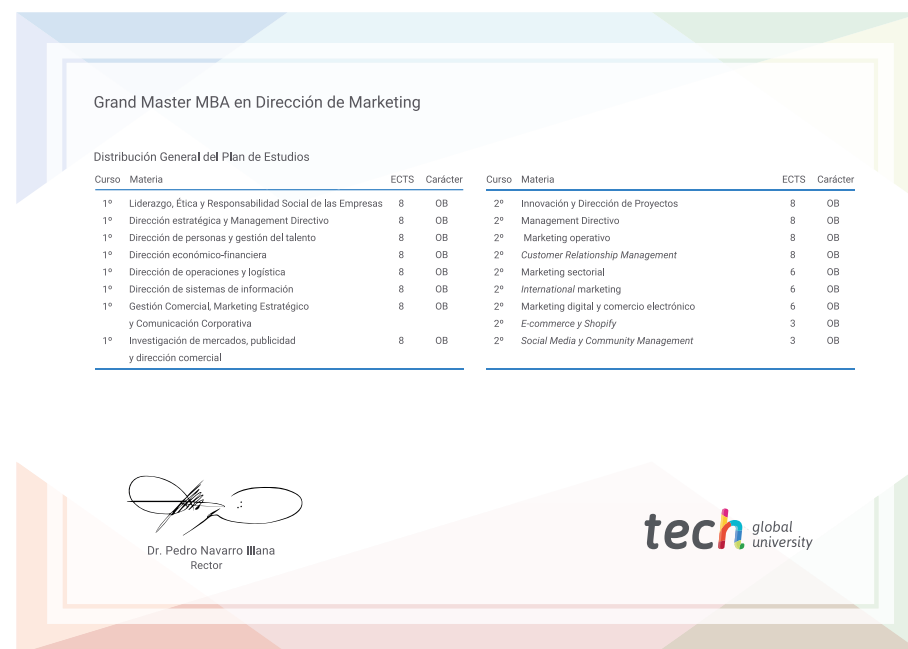 Grand Master MBA en Dirección de Marketing
Distribución General del Plan de Estudios
Curso Materia ECTS Carácter
1º Liderazgo, Ética y Responsabilidad Social de las Empresas 8 OB
1º Dirección estratégica y Management Directivo 8 OB
1º Dirección de personas y gestión del talento 8 OB
1º Dirección económico-financiera 8 OB
1º Dirección de operaciones y logística 8 OB
1º Dirección de sistemas de información 8 OB
1º Gestión Comercial, Marketing Estratégico 8 OB
y Comunicación Corporativa
1º Investigación de mercados, publicidad 8 OB
y dirección comercial
Curso Materia ECTS Carácter
2º Innovación y Dirección de Proyectos 8 OB
2º Management Directivo 8 OB
2º Marketing operativo 8 OB
2º Customer Relationship Management 8 OB
2º Marketing sectorial 6 OB
2º International marketing 6 OB
2º Marketing digital y comercio electrónico 6 OB
2º E-commerce y Shopify 3 OB
2º Social Media y Community Management 3 OB
Dr. Pedro Navarro Illana
Rector
tech global
university